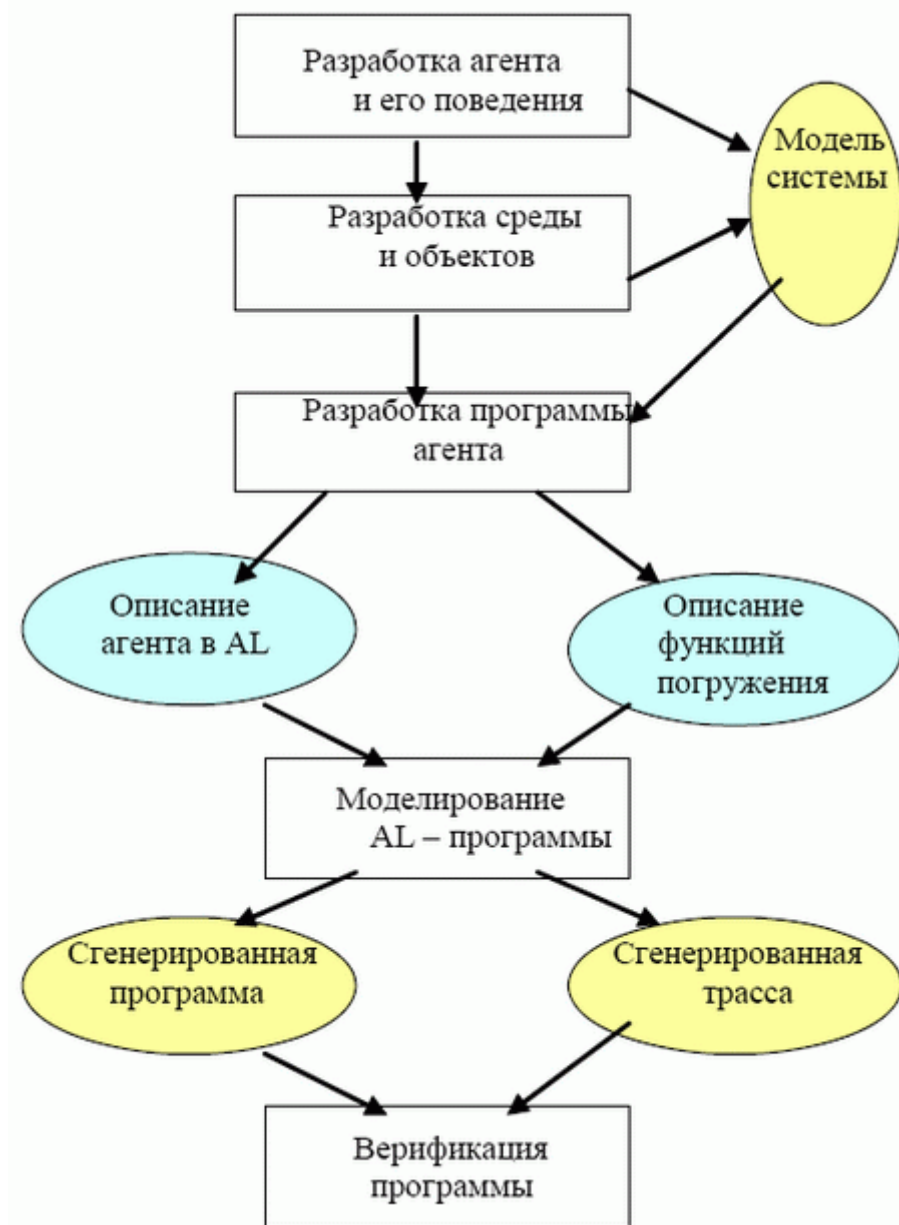 Разработка агента
и его поведения
Модель
системы
Разработка среды
и объектов
Разработка программы
агента
Описание
агента в AL
Описание
функций
погружения
Моделирование
AL – программы
Сгенерированная
программа
Сгенерированная
трасса
Верификация
программы